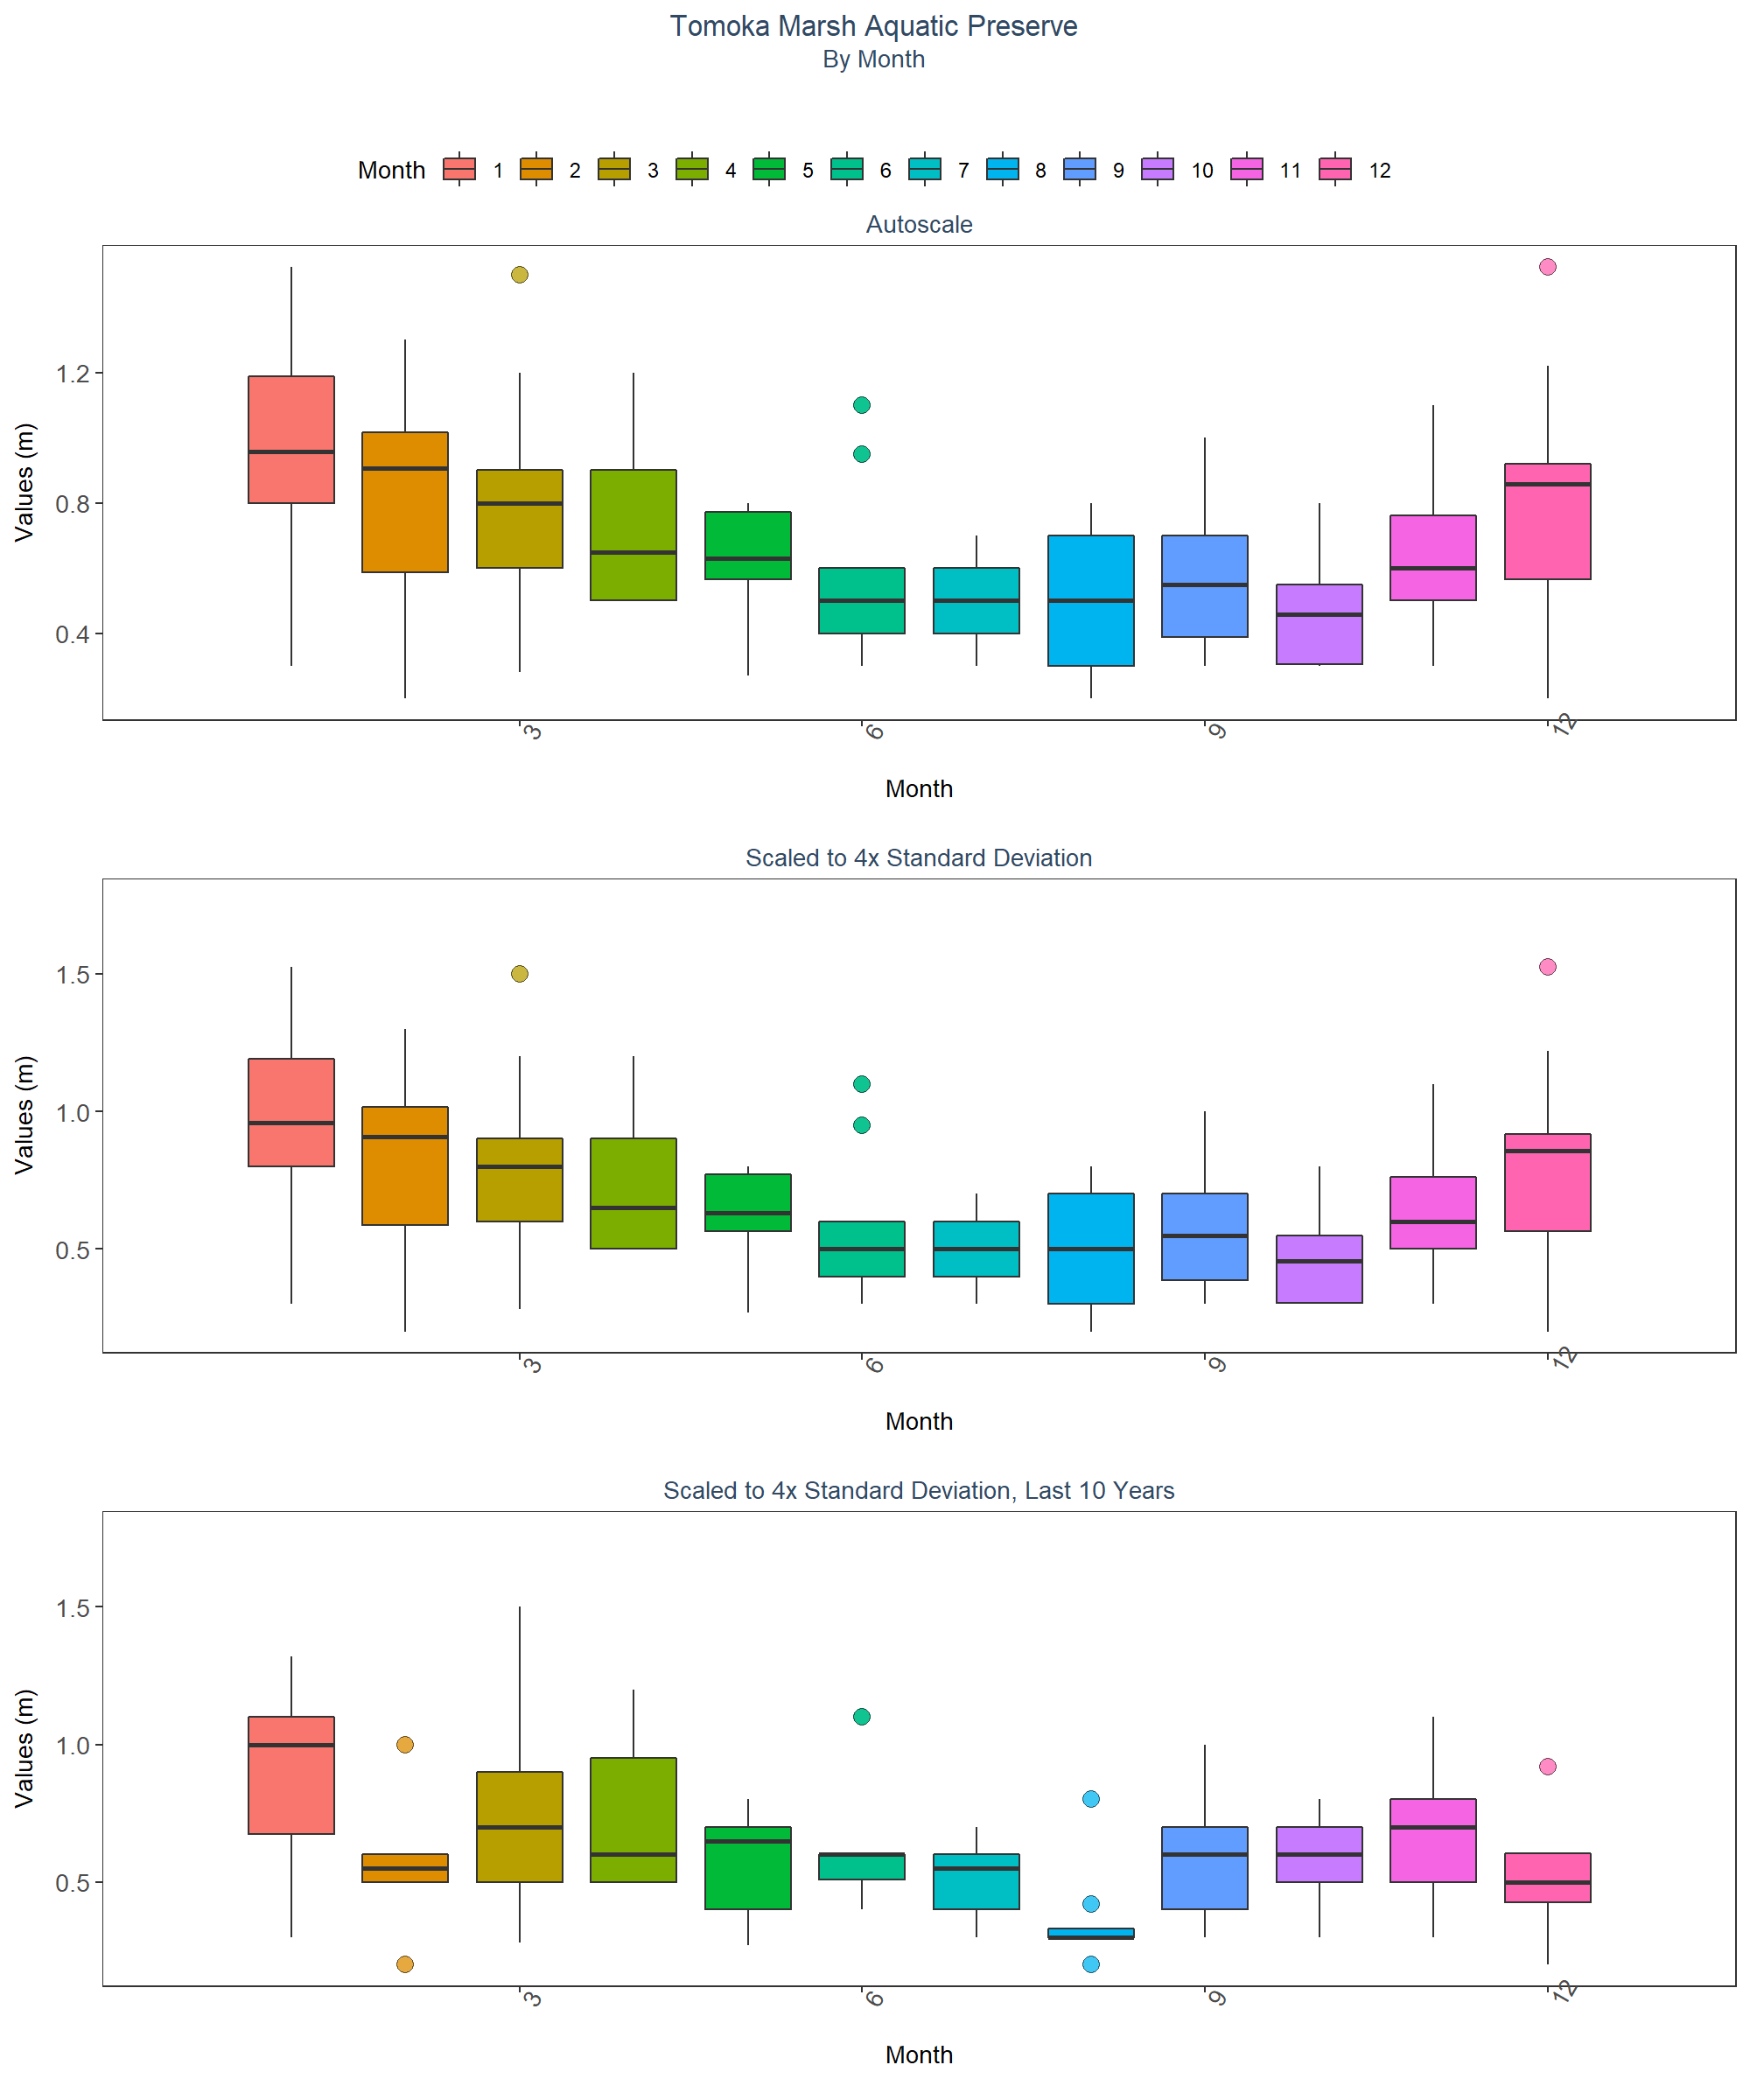 Tomoka Marsh Aquatic Preserve
By Month
Month 1 2 3 4 5 6 7 8 9 10 11 12
Autoscale
Values (m)
1.2
0.8
0.4
3 6 9 12
Month
Scaled to 4x Standard Deviation
Values (m)
1.5
1.0
0.5
3 6 9 12
Month
Scaled to 4x Standard Deviation, Last 10 Years
Values (m)
1.5
1.0
0.5
3 6 9 12
Month